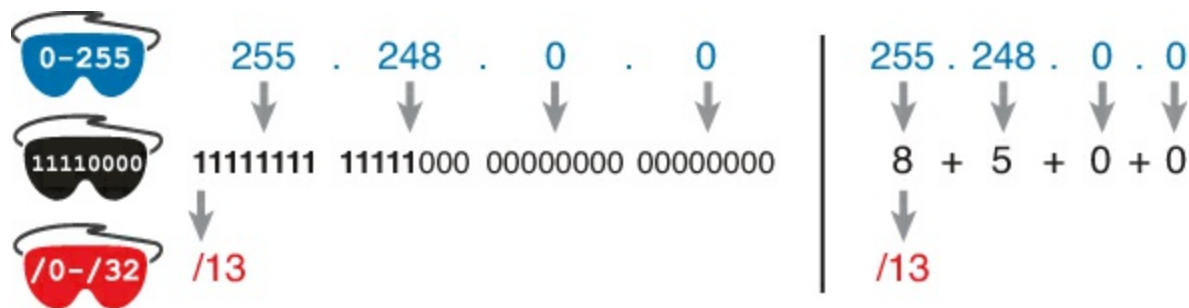 0-255 255 . 248 . 0 . 0 255 . 248 . 0 . 0
11110000 11111111 11111000 00000000 00000000 8 + 5 + 0 + 0
/0-/32 /13 /13